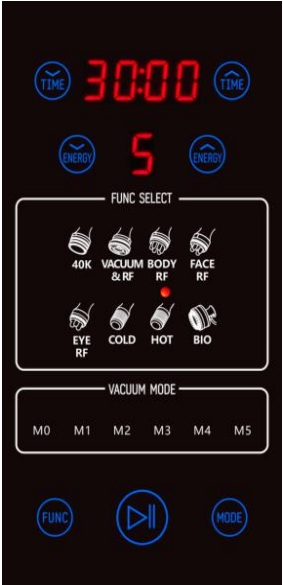 TIME 30:00 TIME
ENERGY 5 ENERGY
FUNC SELECT
40K VACUUM & RF BODY RF FACE RF
EYE RF COLD HOT BIO
VACUUM MODE
M0 M1 M2 M3 M4 M5
FUNC MODE